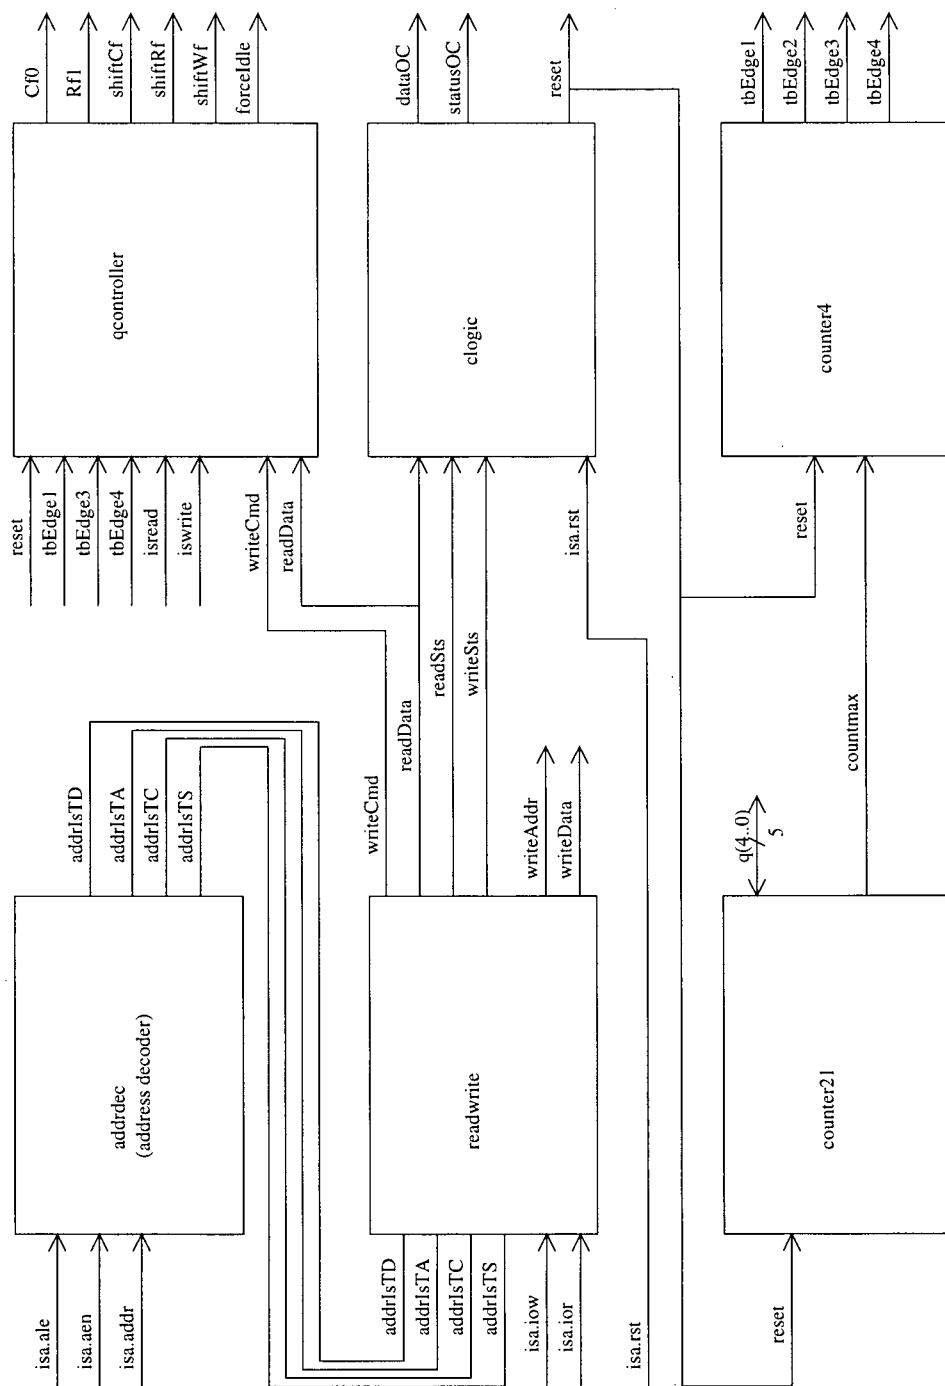 Cf0
Rf1
shiftCf
shiftRf
shiftWf
forceIdle
qcontroller
reset
tbEdge1
tbEdge3
tbEdge4
isread
iswrite
writeCmd
readData
dataOC
statusOC
reset
clogic
isa.rst
tbEdge1
tbEdge2
tbEdge3
tbEdge4
counter4
reset
addrIsTD
addrIsTA
addrIsTC
addrIsTS
addrdec
(address decoder)
isa.ale
isa.aen
isa.addr
writeCmd
readData
readSts
writeSts
writeAddr
writeData
readwrite
addrIsTD
addrIsTA
addrIsTC
addrIsTS
isa.iow
isa.ior
isa.rst
q(4..0)
5
countmax
counter21
reset